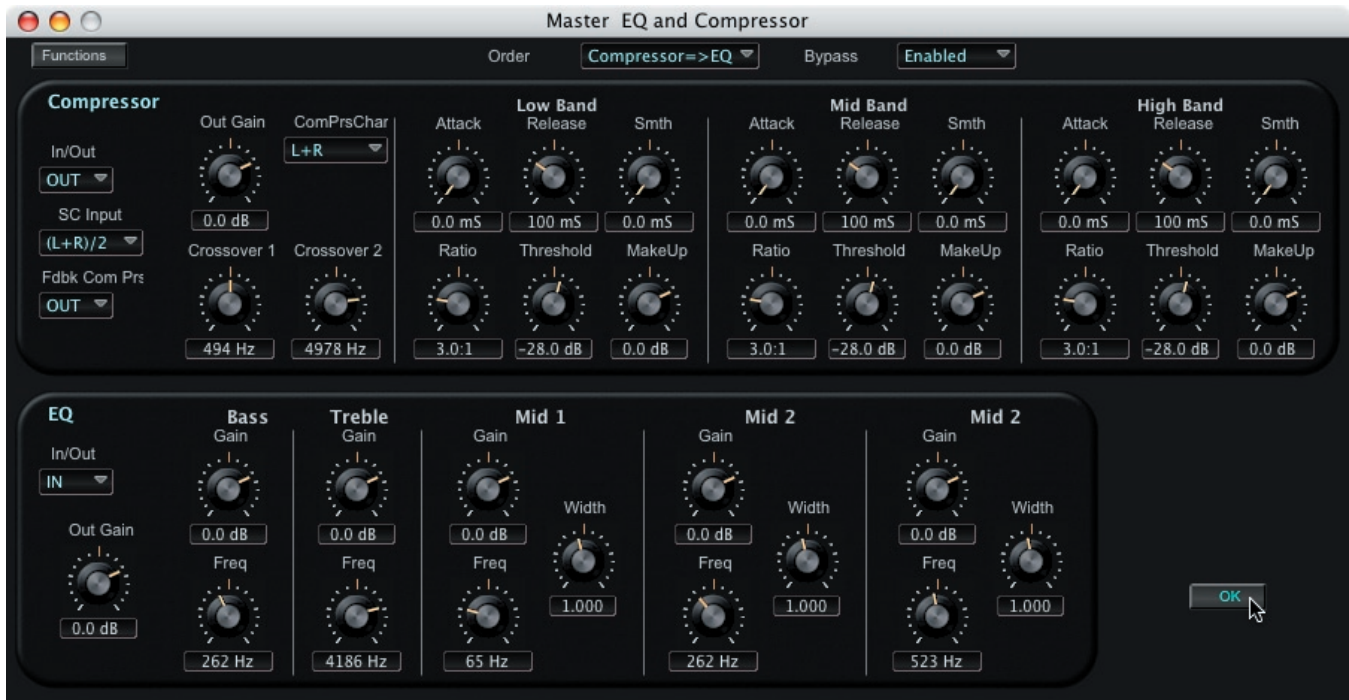 Master EQ and Compressor
Functions
Order Compressor=>EQ Bypass Enabled
Compressor
In/Out
OUT
SC Input
(L+R)/2
Fdbk Com Prs
OUT
Out Gain
0.0 dB
ComPrsChar
L+R
Crossover 1
494 Hz
Crossover 2
4978 Hz
Low Band
Attack Release Smth
0.0 mS 100 mS 0.0 mS
Ratio Threshold MakeUp
3.0:1 -28.0 dB 0.0 dB
Mid Band
Attack Release Smth
0.0 mS 100 mS 0.0 mS
Ratio Threshold MakeUp
3.0:1 -28.0 dB 0.0 dB
High Band
Attack Release Smth
0.0 mS 100 mS 0.0 mS
Ratio Threshold MakeUp
3.0:1 -28.0 dB 0.0 dB
EQ
In/Out
IN
Out Gain
0.0 dB
Bass
Gain
0.0 dB
Freq
262 Hz
Treble
Gain
0.0 dB
Freq
4186 Hz
Mid 1
Gain
0.0 dB
Freq
65 Hz
Width
1.000
Mid 2
Gain
0.0 dB
Freq
262 Hz
Width
1.000
Mid 2
Gain
0.0 dB
Freq
523 Hz
Width
1.000
OK